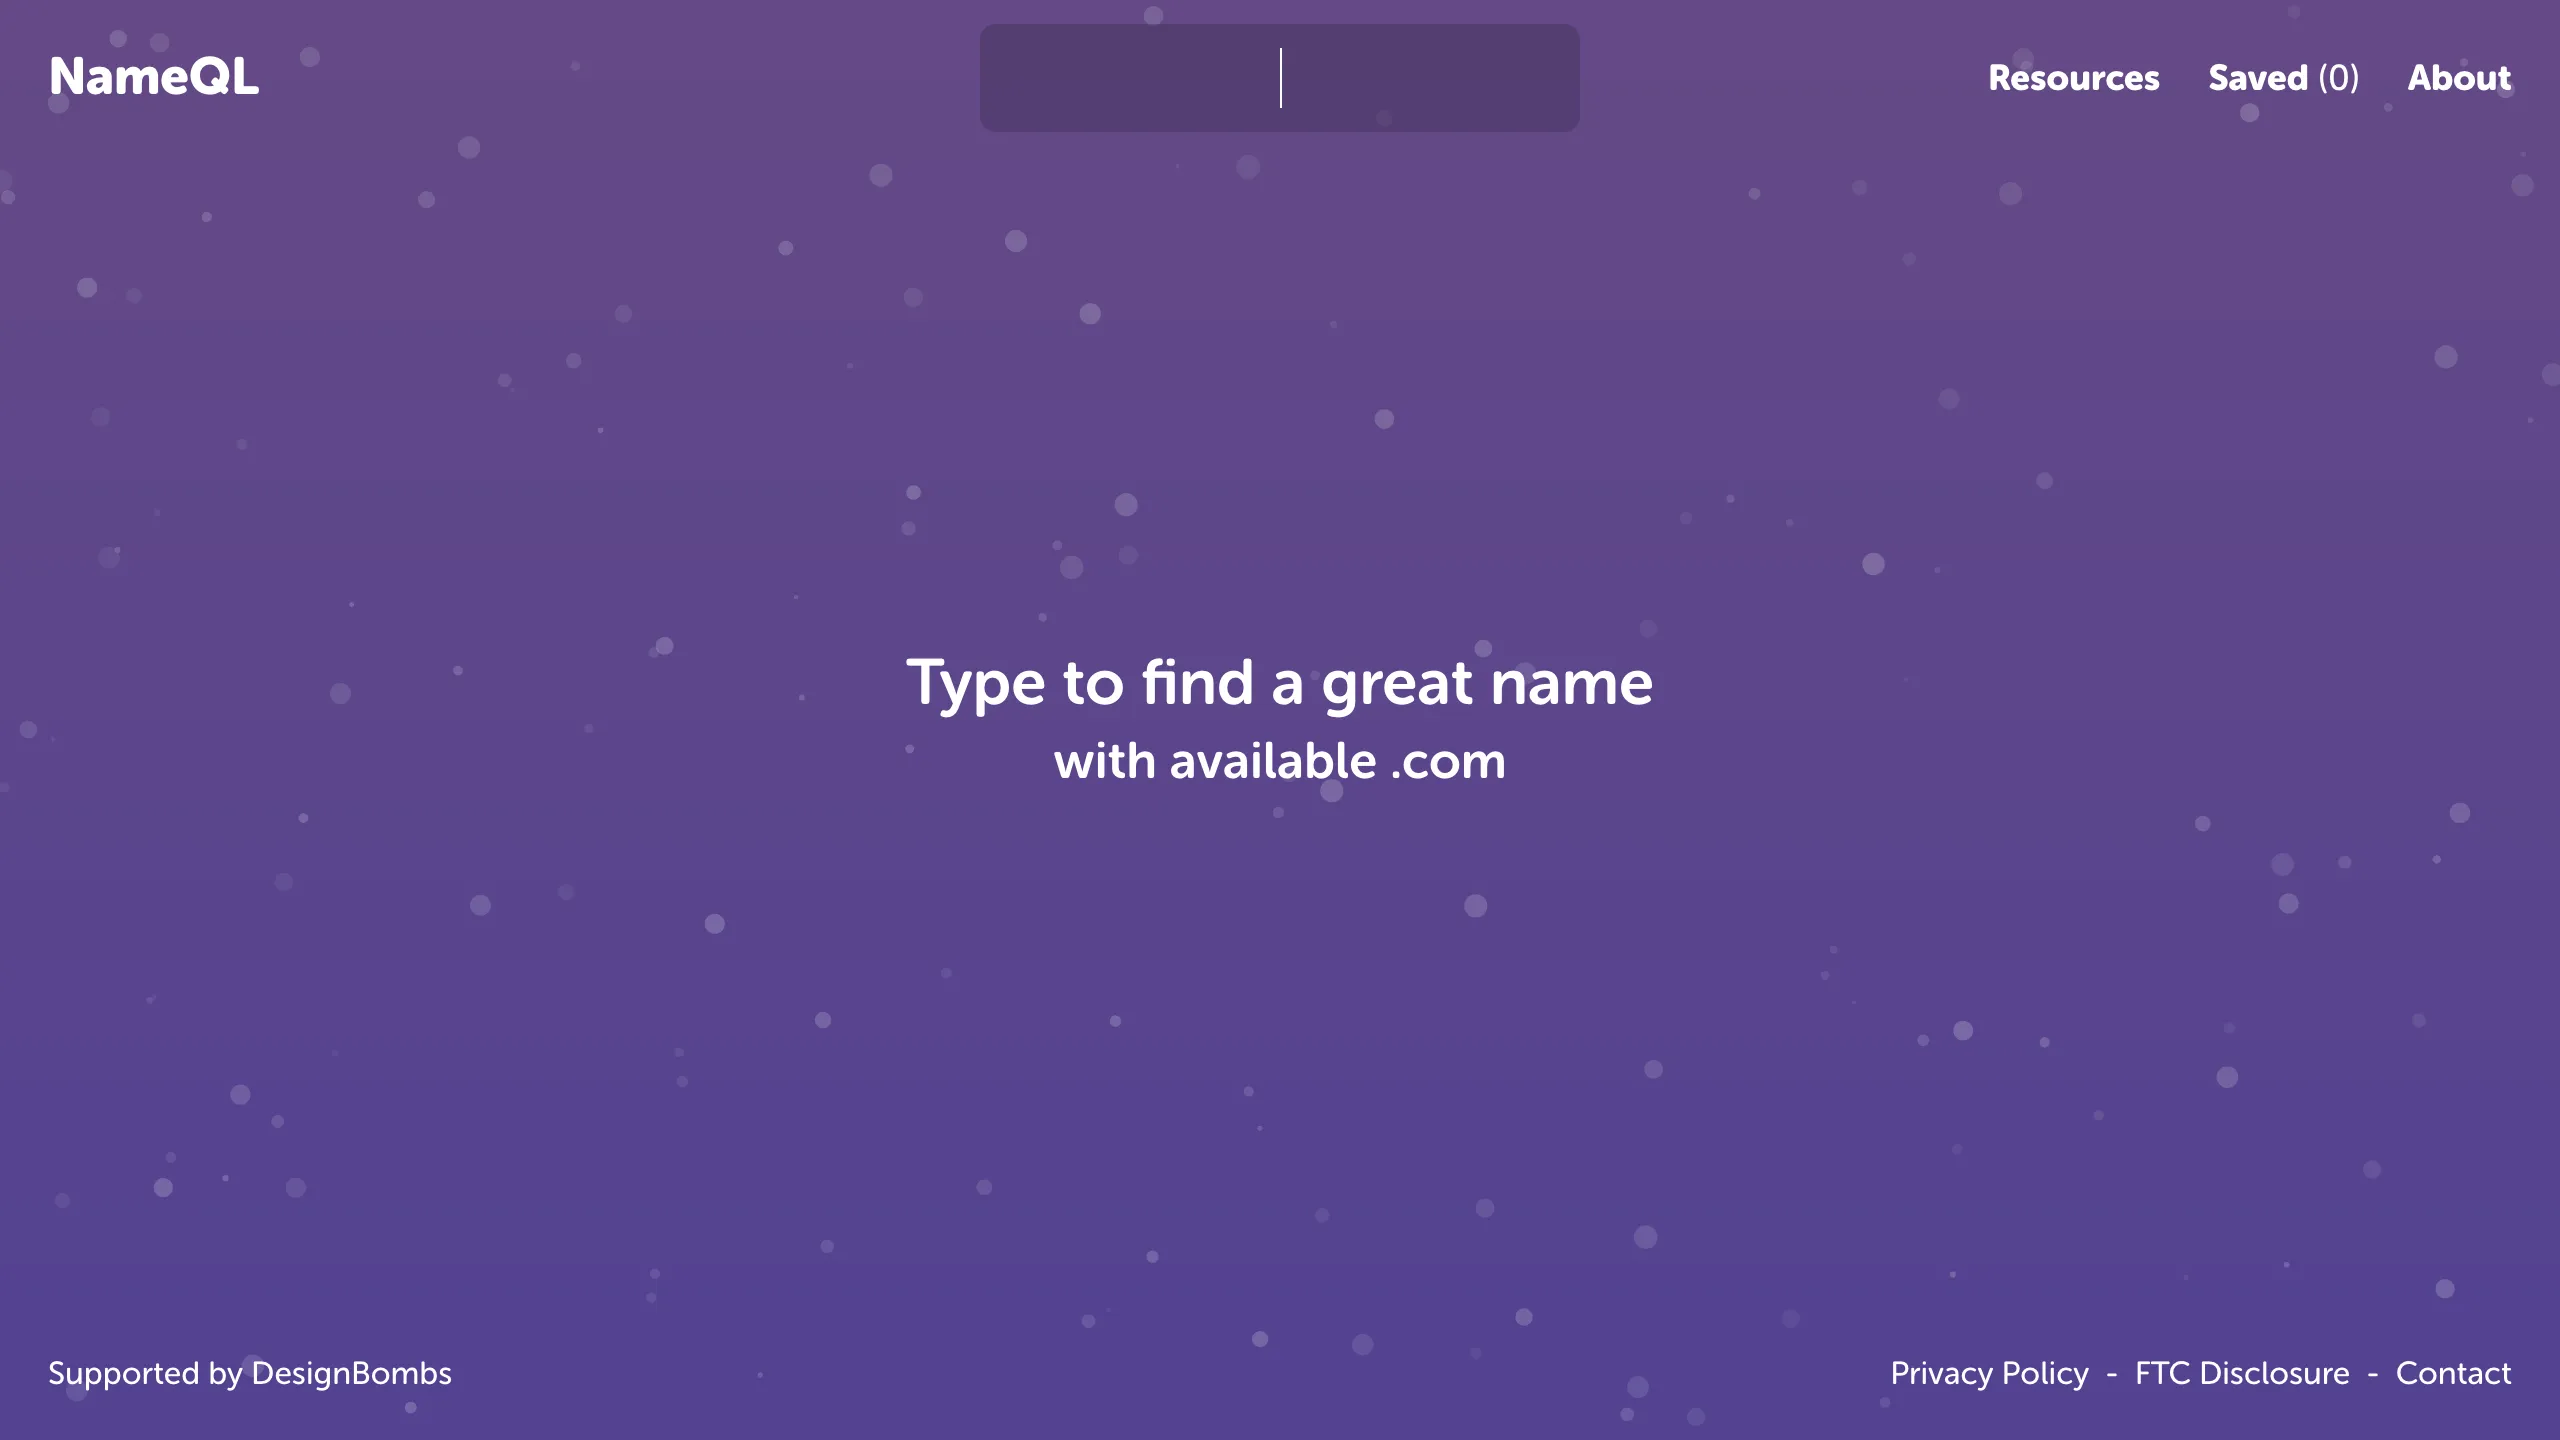 NameQL
Resources
Saved (0)
About
Type to find a great name
with available .com
Supported by DesignBombs
Privacy Policy - FTC Disclosure - Contact